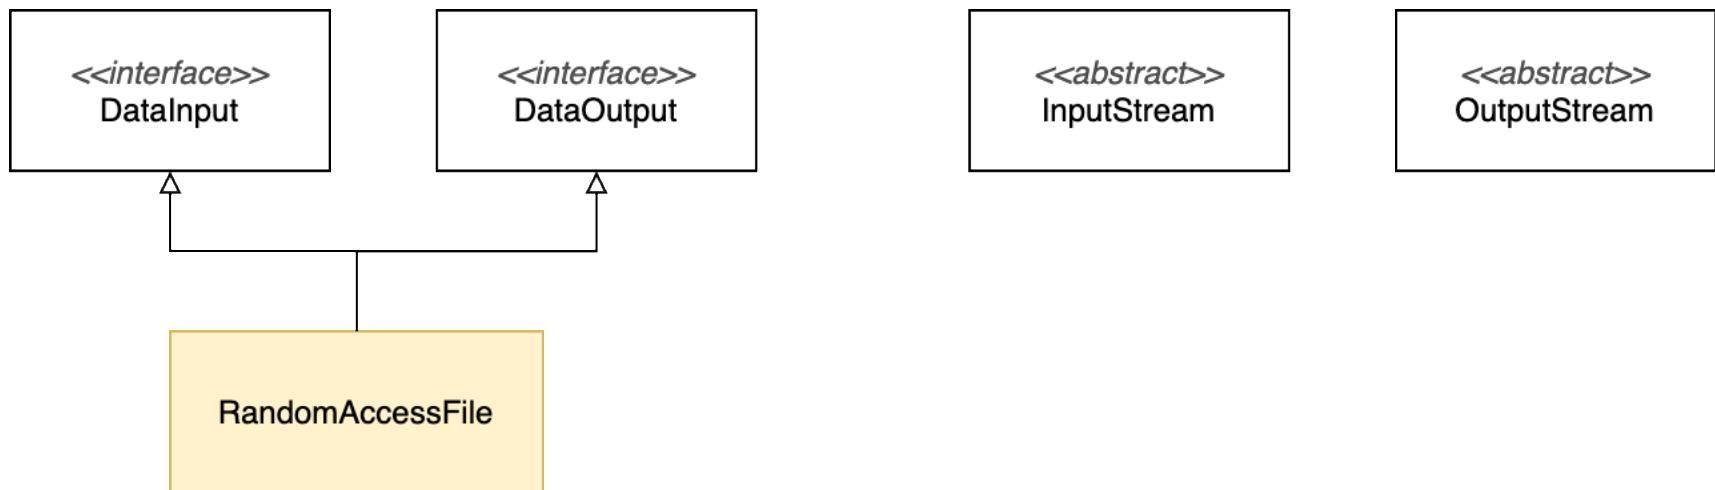 <<interface>>
DataInput
<<interface>>
DataOutput
<<abstract>>
InputStream
<<abstract>>
OutputStream
RandomAccessFile